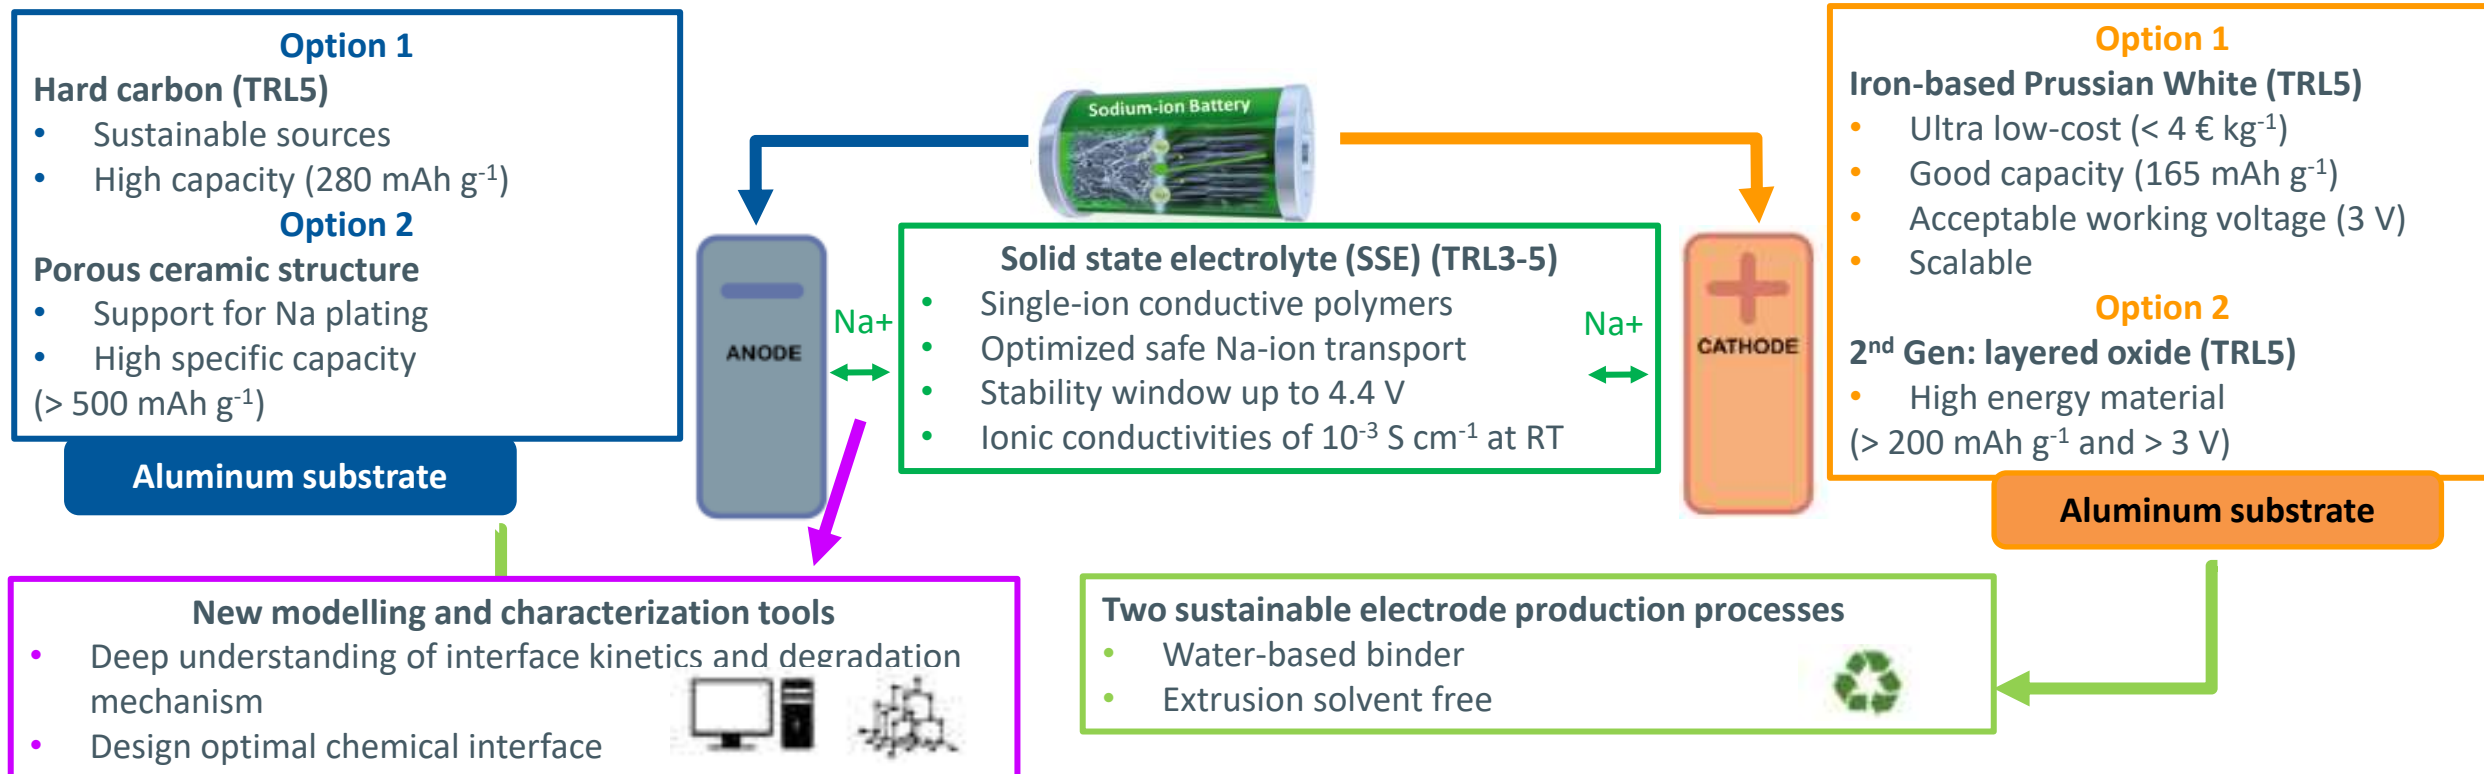 Option 1
Hard carbon (TRL5)
• Sustainable sources
• High capacity (280 mAh g⁻¹)
Option 2
Porous ceramic structure
• Support for Na plating
• High specific capacity
(> 500 mAh g⁻¹)
Aluminum substrate
Sodium-ion Battery
ANODE
Na+
Solid state electrolyte (SSE) (TRL3-5)
• Single-ion conductive polymers
• Optimized safe Na-ion transport
• Stability window up to 4.4 V
• Ionic conductivities of 10⁻³ S cm⁻¹ at RT
Na+
CATHODE
Option 1
Iron-based Prussian White (TRL5)
• Ultra low-cost (< 4 € kg⁻¹)
• Good capacity (165 mAh g⁻¹)
• Acceptable working voltage (3 V)
• Scalable
Option 2
2ⁿᵈ Gen: layered oxide (TRL5)
• High energy material
(> 200 mAh g⁻¹ and > 3 V)
Aluminum substrate
New modelling and characterization tools
• Deep understanding of interface kinetics and degradation
mechanism
• Design optimal chemical interface
Two sustainable electrode production processes
• Water-based binder
• Extrusion solvent free